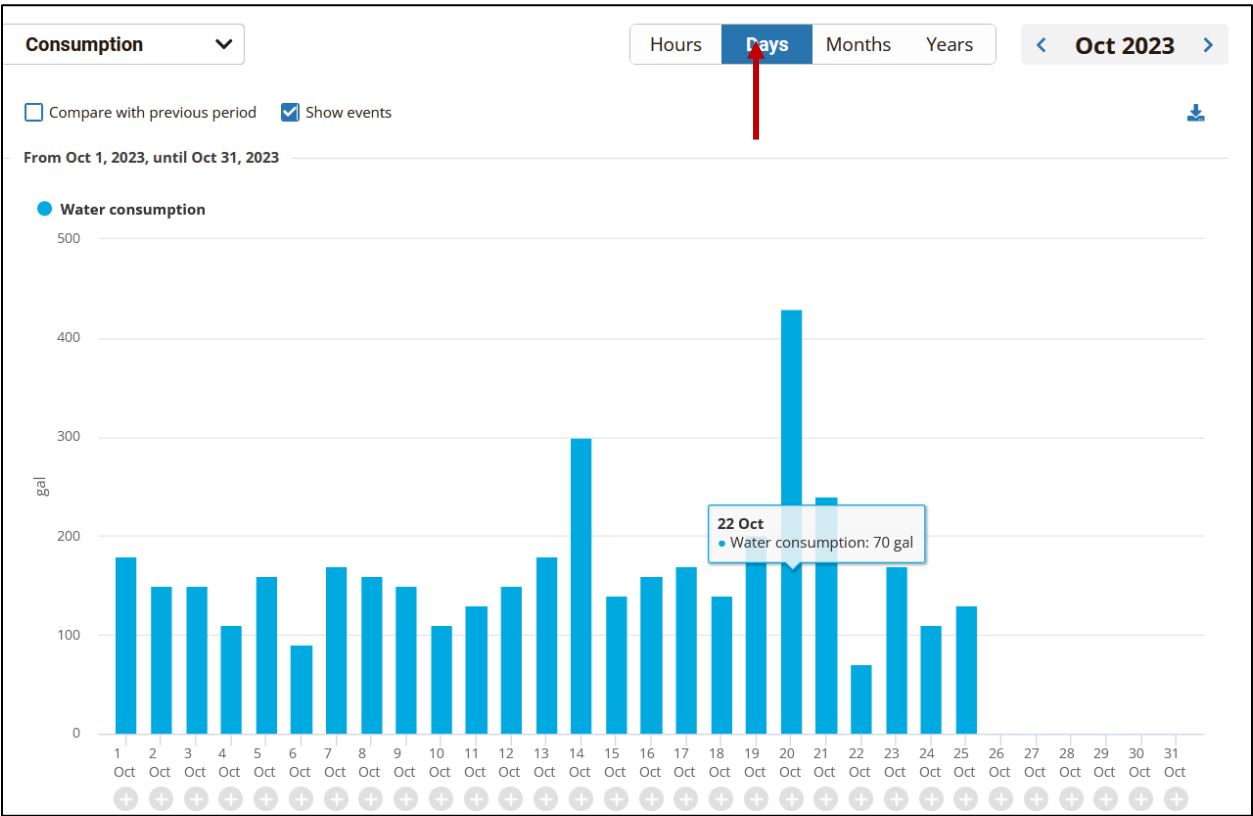 Consumption
Hours Days Months Years
Oct 2023
Compare with previous period Show events
From Oct 1, 2023, until Oct 31, 2023
Water consumption
500
400
300
gal
22 Oct
Water consumption: 70 gal
200
100
0
1 2 3 4 5 6 7 8 9 10 11 12 13 14 15 16 17 18 19 20 21 22 23 24 25 26 27 28 29 30 31
Oct Oct Oct Oct Oct Oct Oct Oct Oct Oct Oct Oct Oct Oct Oct Oct Oct Oct Oct Oct Oct Oct Oct Oct Oct Oct Oct Oct Oct Oct Oct